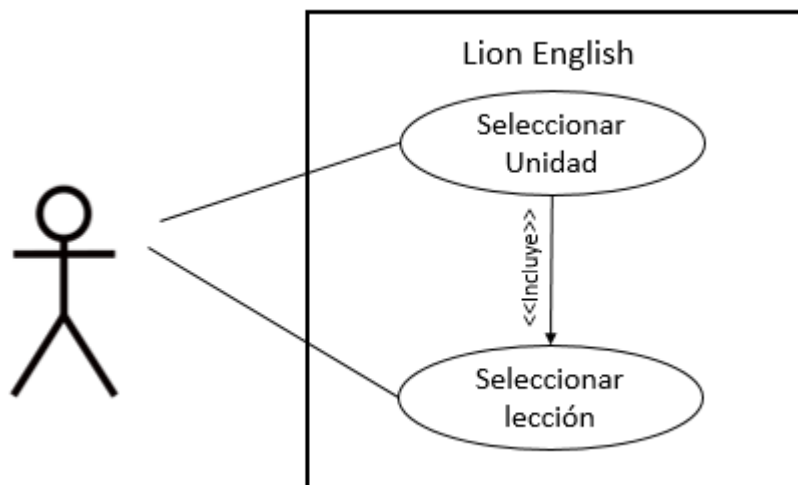 Lion English
Seleccionar
Unidad
<<Incluye>>
Seleccionar
lección